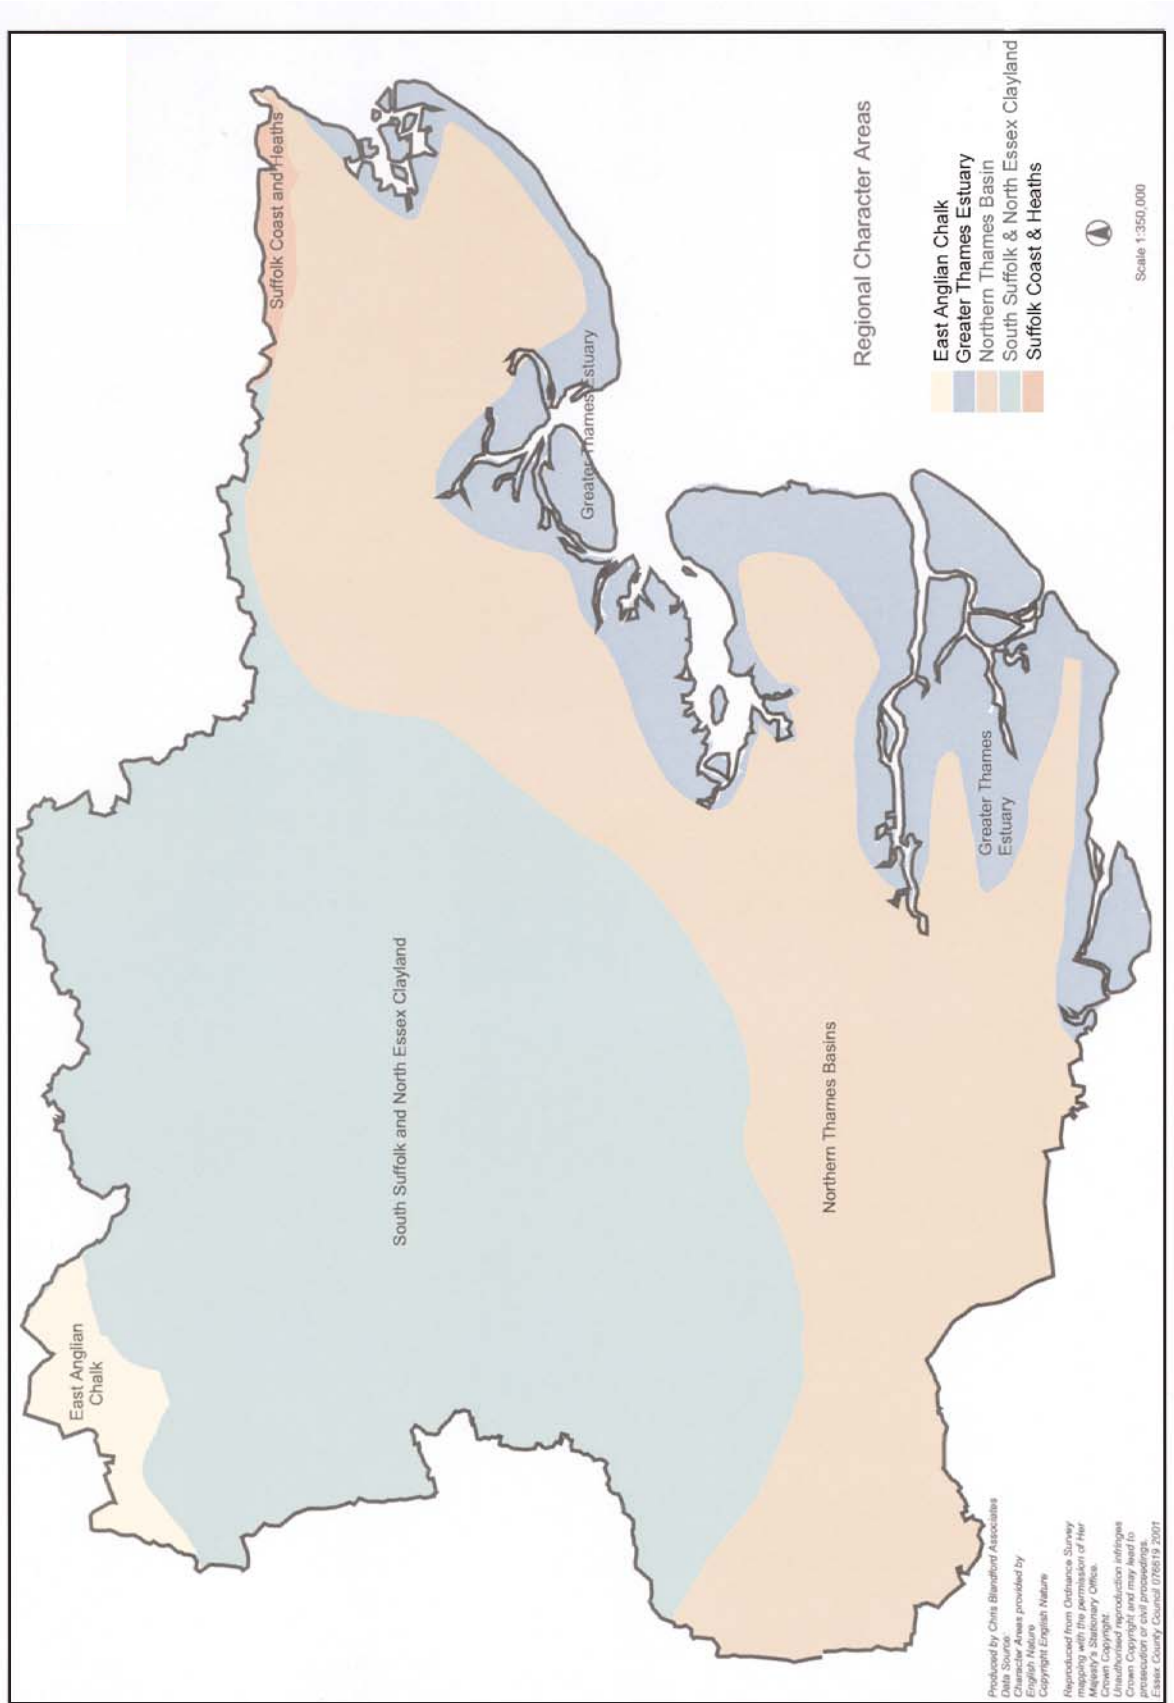 Regional Character Areas
East Anglian Chalk
Greater Thames Estuary
Northern Thames Basin
South Suffolk & North Essex Clayland
Suffolk Coast & Heaths
Scale 1:350,000
East Anglian
Chalk
South Suffolk and North Essex Clayland
Suffolk Coast and Heaths
Greater Thames Estuary
Northern Thames Basins
Greater Thames
Estuary
Produced by Chris Blandford Associates
Data Source:
Character Areas provided by
English Nature
Copyright English Nature
Reproduced from Ordnance Survey
mapping with the permission of Her
Majesty's Stationary Office.
Crown Copyright.
Unauthorised reproduction infringes
Crown Copyright and may lead to
prosecution or civil proceedings.
Essex County Council 076619 2001